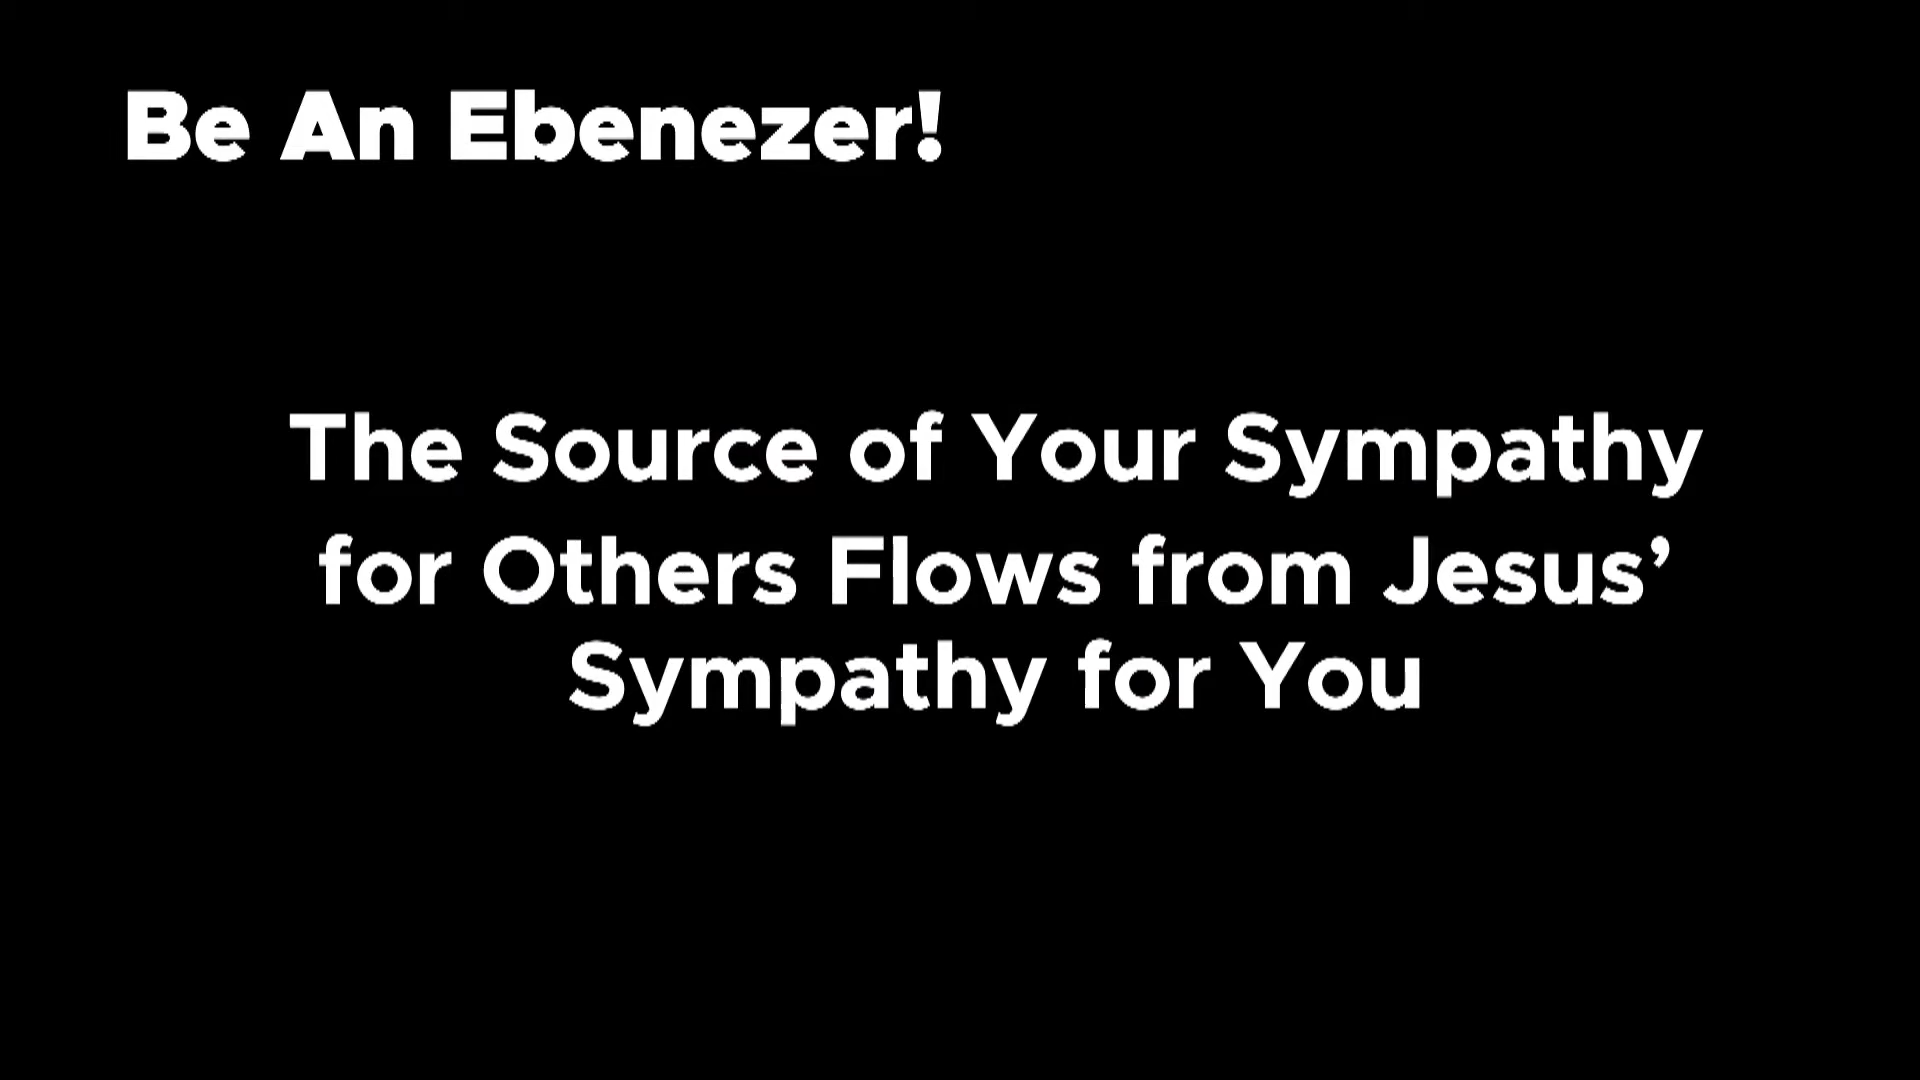 Be An Ebenezer!
The Source of Your Sympathy
for Others Flows from Jesus’
Sympathy for You